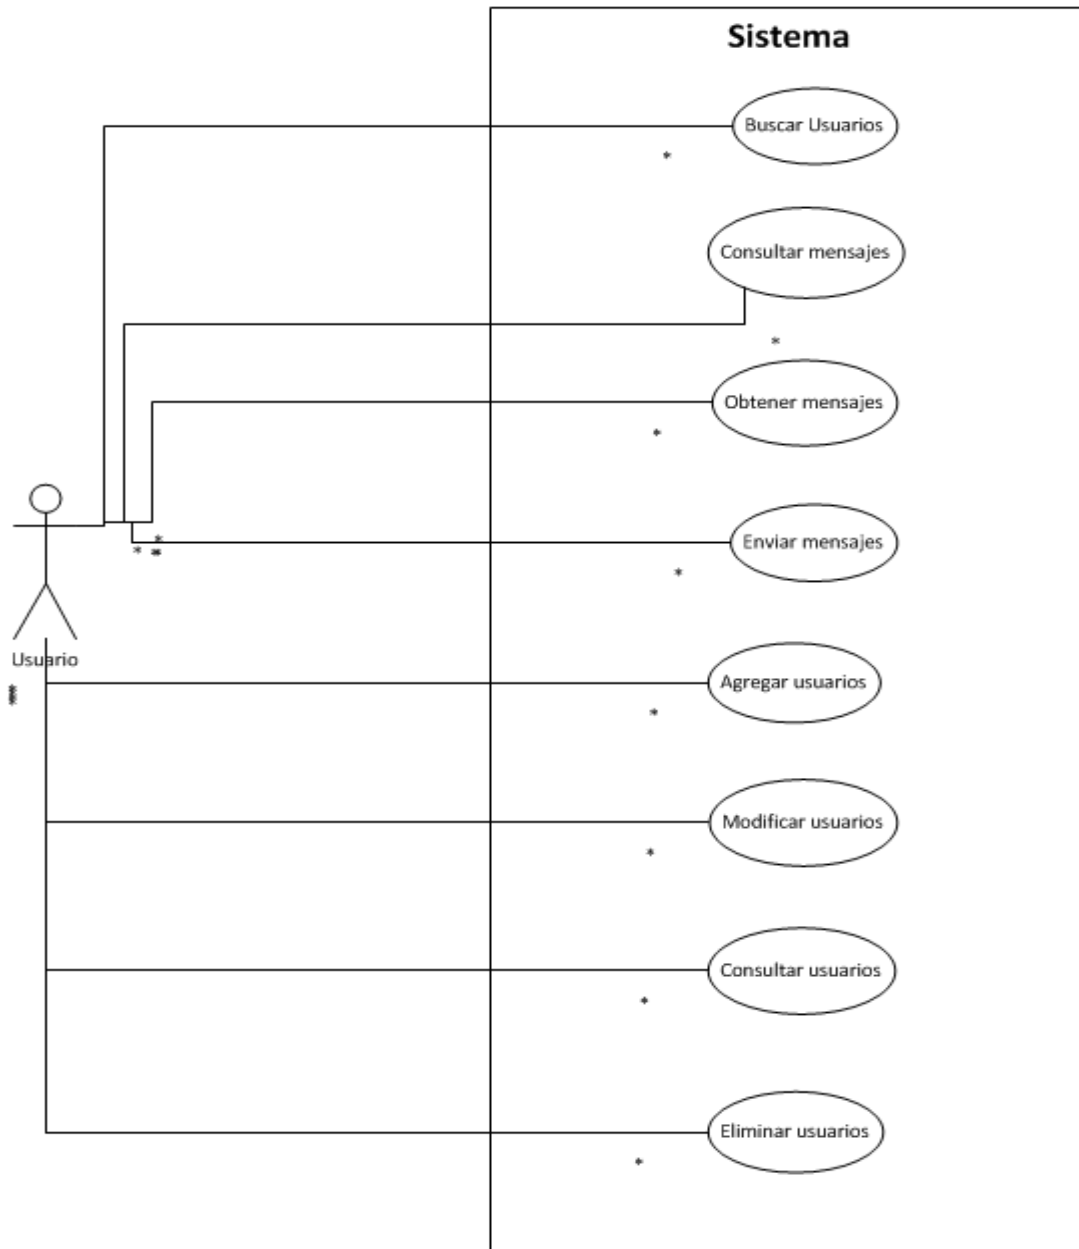 Sistema
Buscar Usuarios
*
Consultar mensajes
*
Obtener mensajes
*
Enviar mensajes
*
* *
*
Usuario
Agregar usuarios
*
Modificar usuarios
*
Consultar usuarios
*
Eliminar usuarios
*